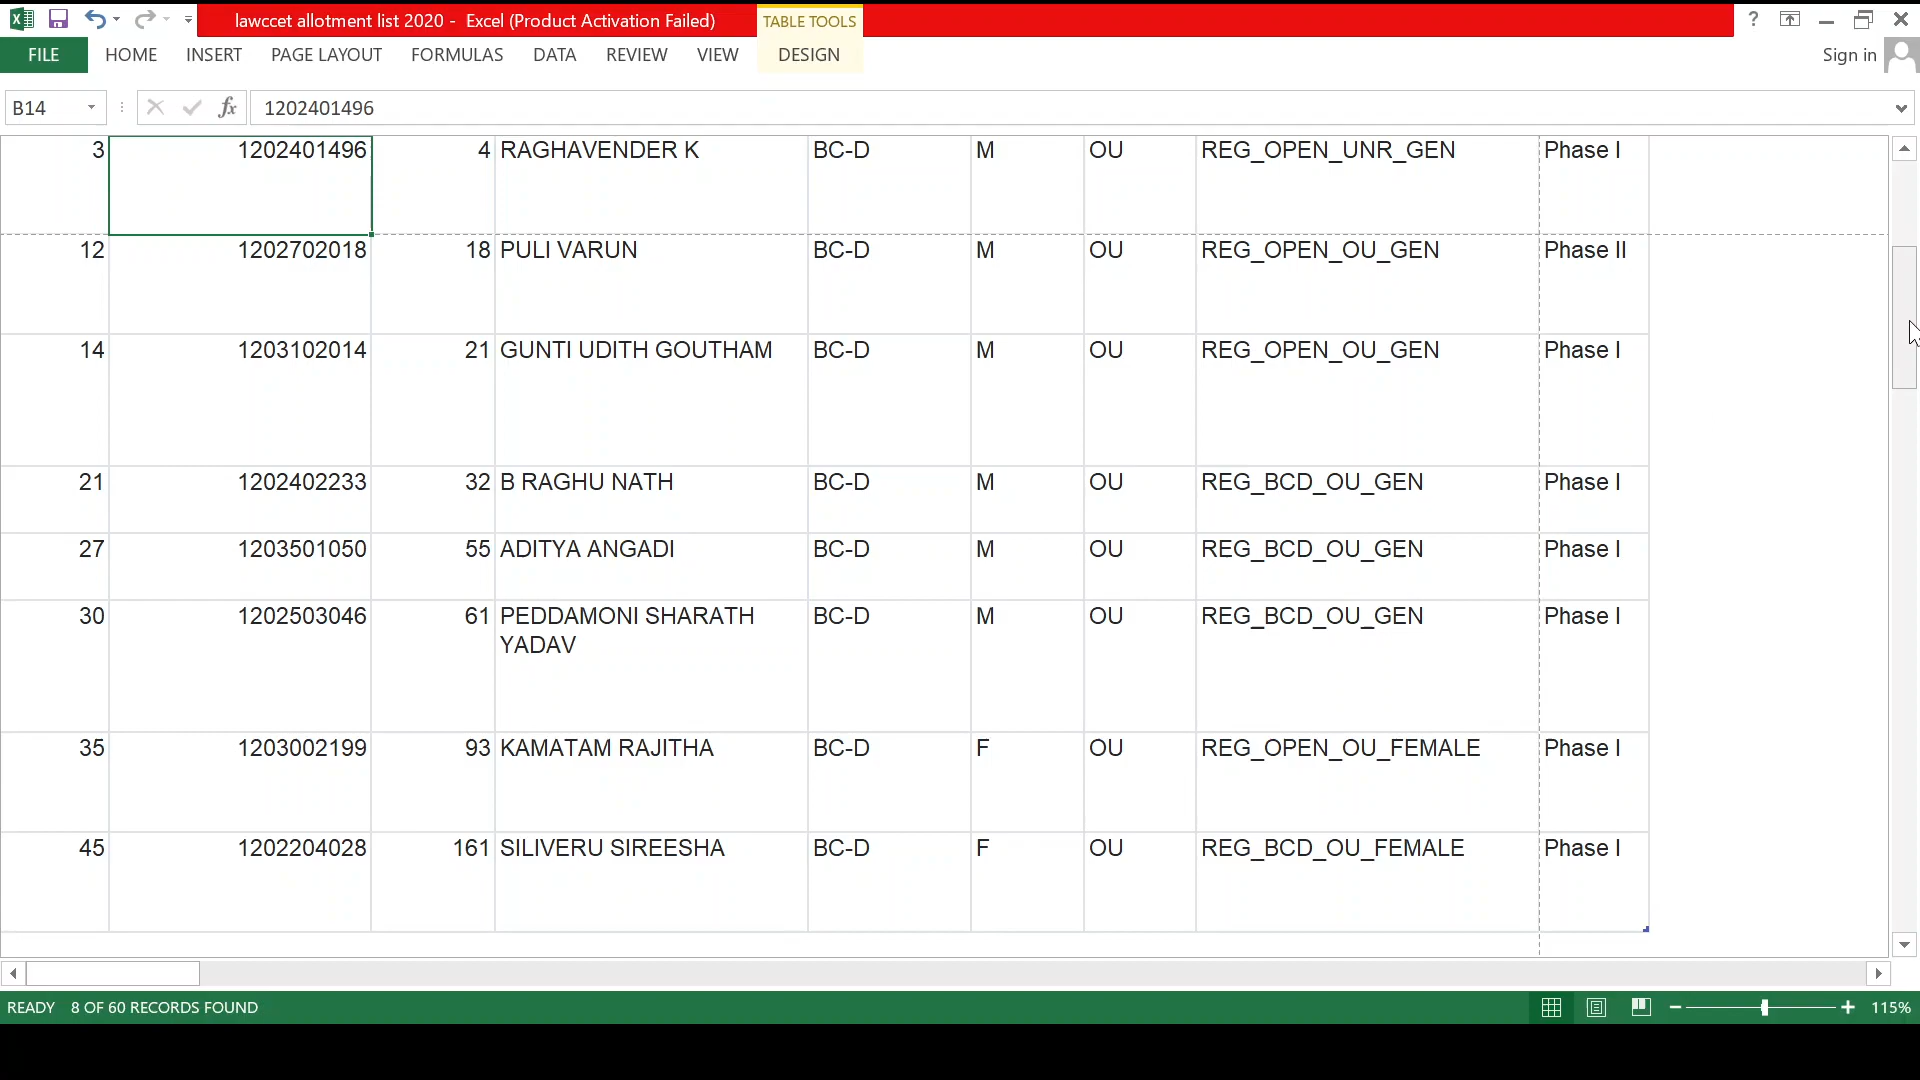 lawccet allotment list 2020 - Excel (Product Activation Failed) TABLE TOOLS ?
FILE HOME INSERT PAGE LAYOUT FORMULAS DATA REVIEW VIEW DESIGN Sign in
B14 fx 1202401496
3 1202401496 4 RAGHAVENDER K BC-D M OU REG_OPEN_UNR_GEN Phase I
12 1202702018 18 PULI VARUN BC-D M OU REG_OPEN_OU_GEN Phase II
14 1203102014 21 GUNTI UDITH GOUTHAM BC-D M OU REG_OPEN_OU_GEN Phase I
21 1202402233 32 B RAGHU NATH BC-D M OU REG_BCD_OU_GEN Phase I
27 1203501050 55 ADITYA ANGADI BC-D M OU REG_BCD_OU_GEN Phase I
30 1202503046 61 PEDDAMONI SHARATH BC-D M OU REG_BCD_OU_GEN Phase I
YADAV
35 1203002199 93 KAMATAM RAJITHA BC-D F OU REG_OPEN_OU_FEMALE Phase I
45 1202204028 161 SILIVERU SIREESHA BC-D F OU REG_BCD_OU_FEMALE Phase I
READY 8 OF 60 RECORDS FOUND 115%